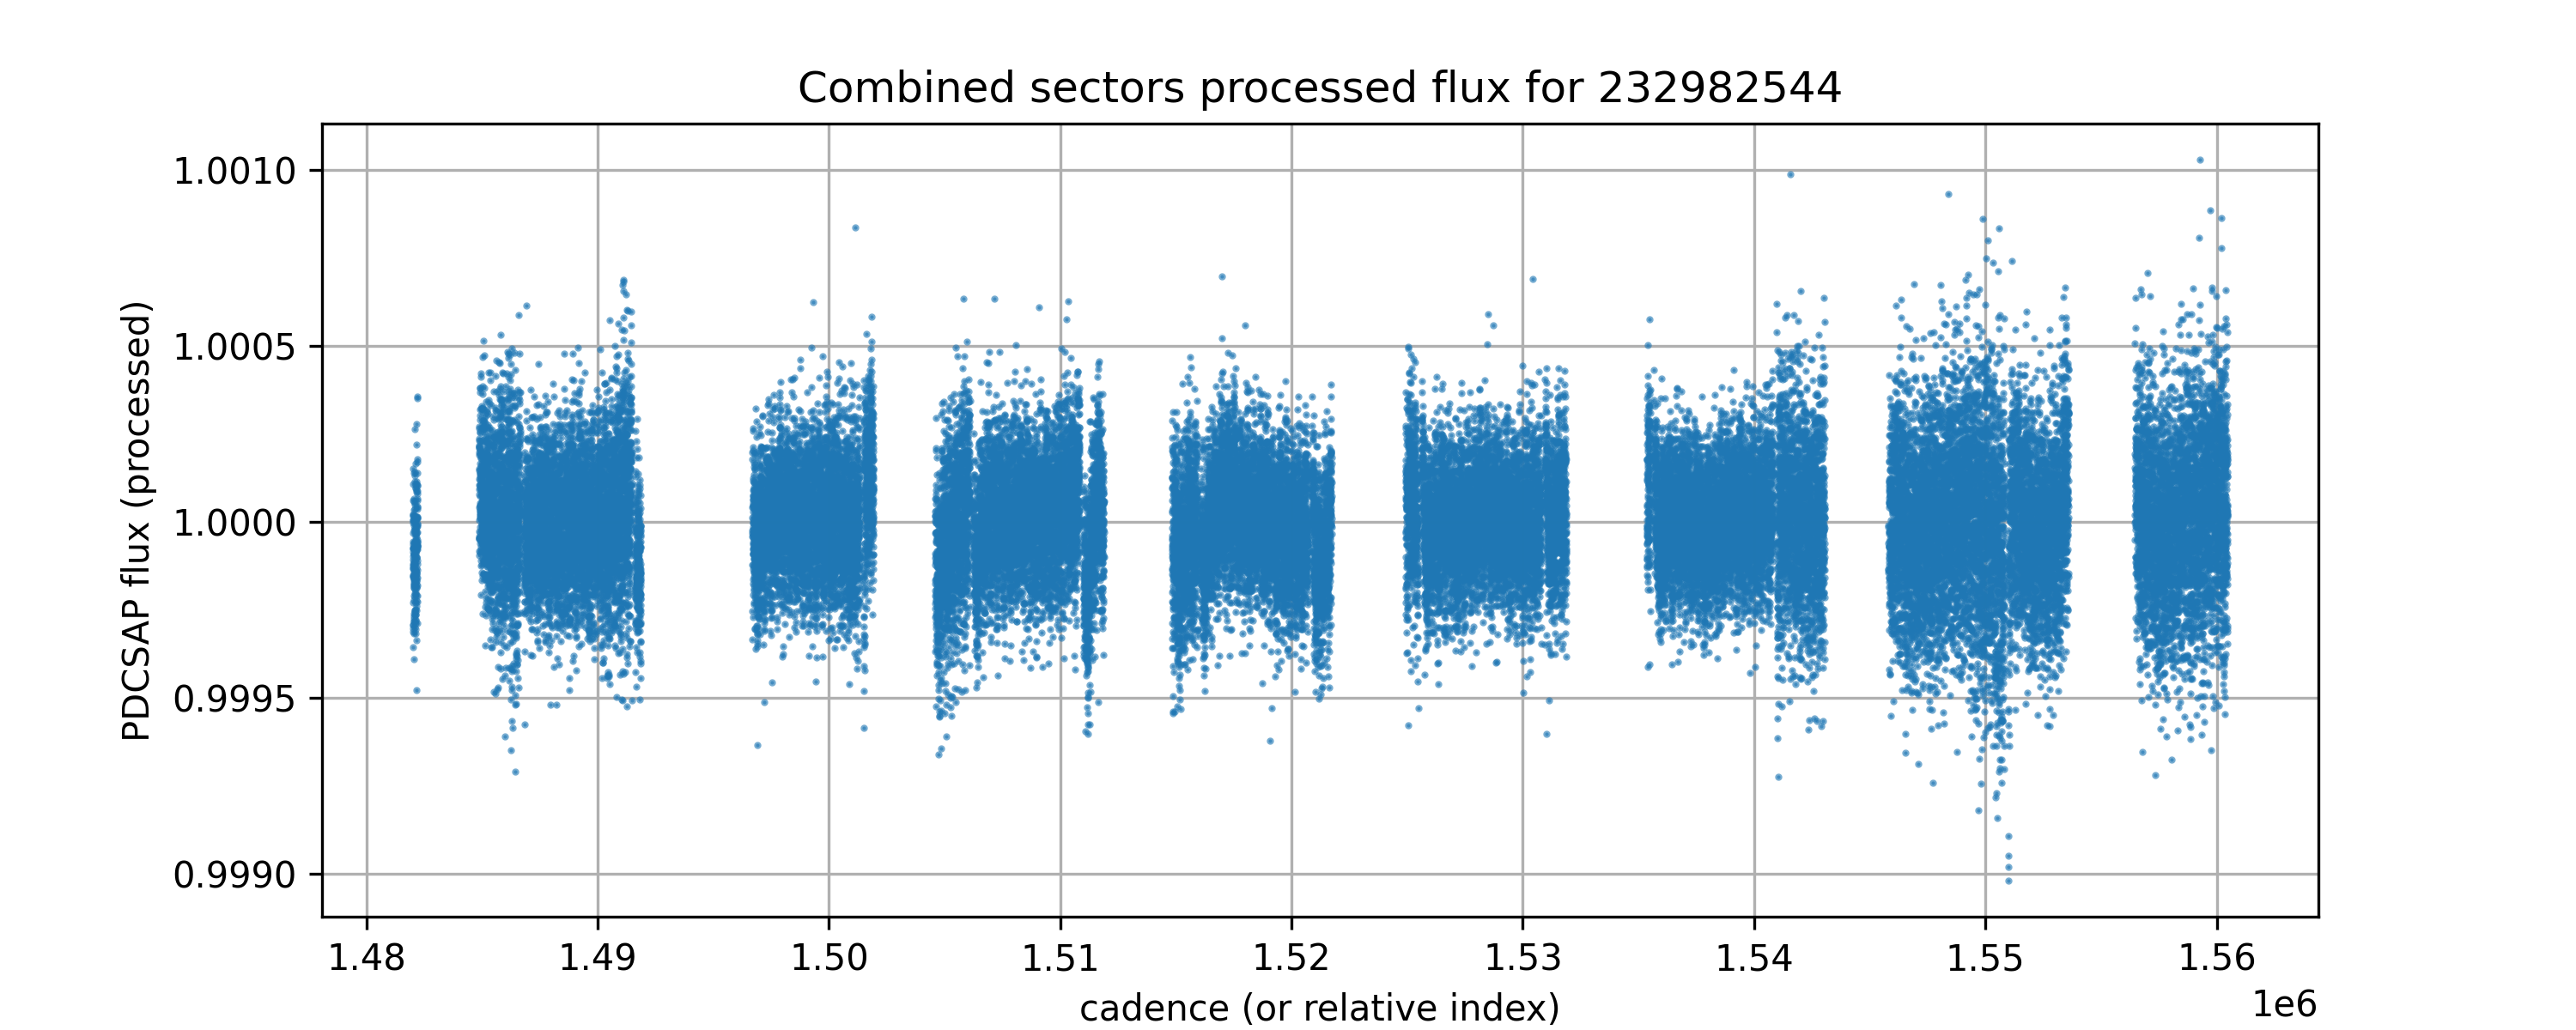 Combined sectors processed flux for 232982544
PDCSAP flux (processed)
1.0010
1.0005
1.0000
0.9995
0.9990
1.48 1.49 1.50 1.51 1.52 1.53 1.54 1.55 1.56
1e6
cadence (or relative index)